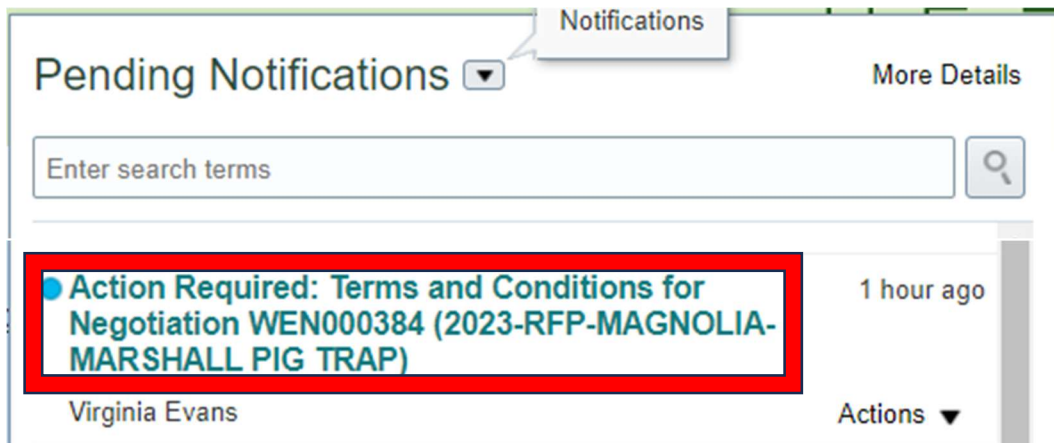 Notifications
Pending Notifications
More Details
Enter search terms
Action Required: Terms and Conditions for
1 hour ago
Negotiation WEN000384 (2023-RFP-MAGNOLIA-
MARSHALL PIG TRAP)
Virginia Evans
Actions